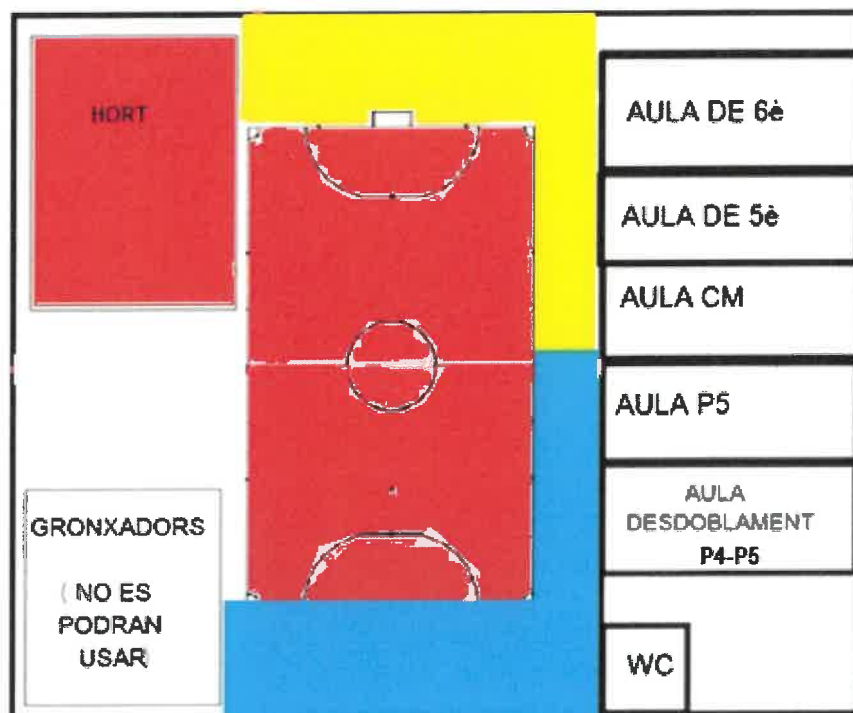 HORT
AULA DE 6è
AULA DE 5è
AULA CM
AULA P5
AULA
DESDOBLAMENT
P4-P5
WC
GRONXADORS
( NO ES
PODRAN
USAR)